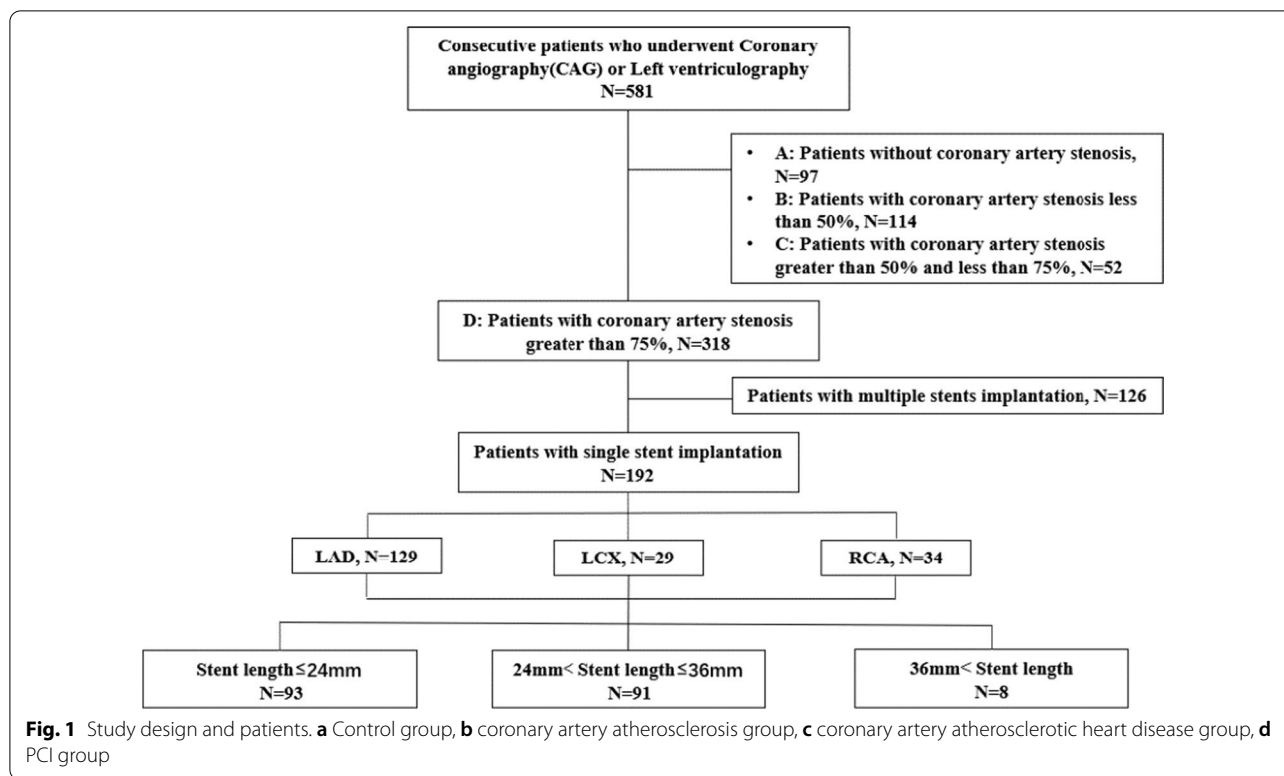 Consecutive patients who underwent Coronary
angiography(CAG) or Left ventriculography
N=581
• A: Patients without coronary artery stenosis,
N=97
• B: Patients with coronary artery stenosis less
than 50%, N=114
• C: Patients with coronary artery stenosis
greater than 50% and less than 75%, N=52
D: Patients with coronary artery stenosis
greater than 75%, N=318
Patients with multiple stents implantation, N=126
Patients with single stent implantation
N=192
LAD, N=129
LCX, N=29
RCA, N=34
Stent length≤24mm
N=93
24mm< Stent length≤36mm
N=91
36mm< Stent length
N=8
Fig. 1 Study design and patients. a Control group, b coronary artery atherosclerosis group, c coronary artery atherosclerotic heart disease group, d
PCI group